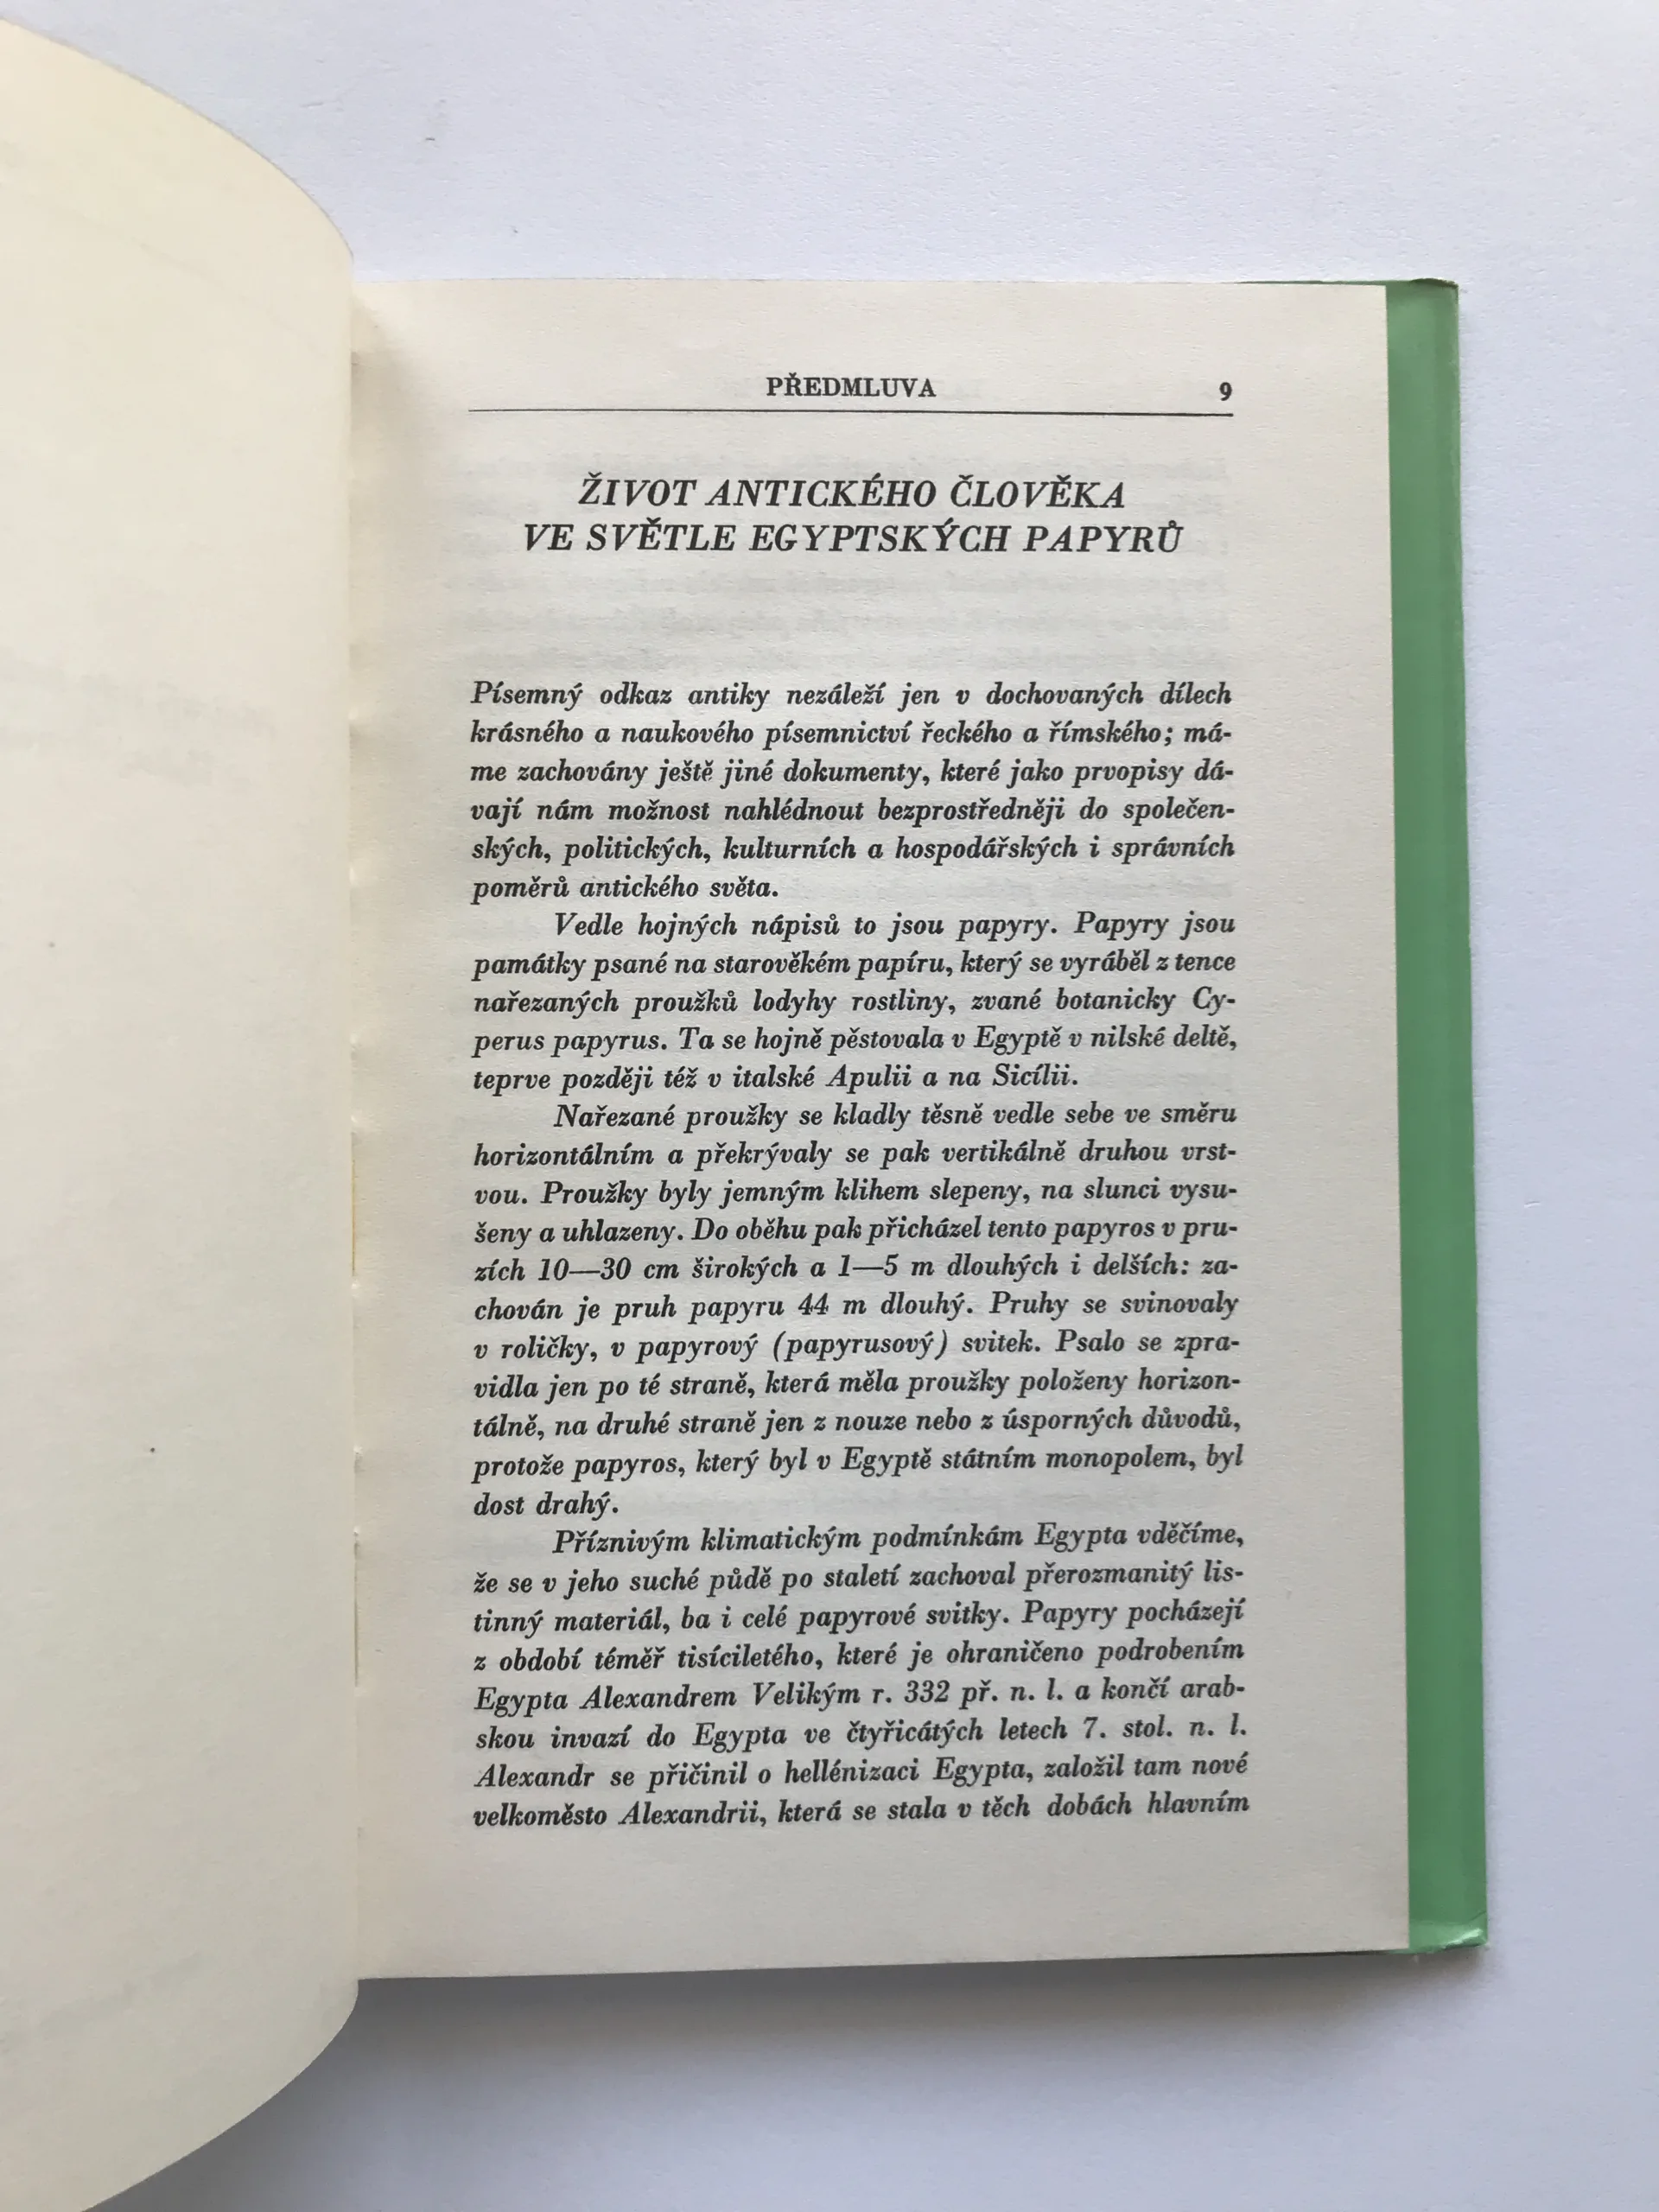 PŘEDMLUVA 9
ŽIVOT ANTICKÉHO ČLOVĚKA
VE SVĚTLE EGYPTSKÝCH PAPYRŮ
Písemný odkaz antiky nezáleží jen v dochovaných dílech
krásného a naukového písemnictví řeckého a římského; má-
me zachovány ještě jiné dokumenty, které jako prvopisy dá-
vají nám možnost nahlédnout bezprostředněji do společen-
ských, politických, kulturních a hospodářských i správních
poměrů antického světa.
Vedle hojných nápisů to jsou papyry. Papyry jsou
památky psané na starověkém papíru, který se vyráběl z tence
nařezaných proužků lodyhy rostliny, zvané botanicky Cy-
perus papyrus. Ta se hojně pěstovala v Egyptě v nilské deltě,
teprve později též v italské Apulii a na Sicílii.
Nařezané proužky se kladly těsně vedle sebe ve směru
horizontálním a překrývaly se pak vertikálně druhou vrst-
vou. Proužky byly jemným klihem slepeny, na slunci vysu-
šeny a uhlazeny. Do oběhu pak přicházel tento papyros v pru-
zích 10—30 cm širokých a 1—5 m dlouhých i delších: za-
chován je pruh papyru 44 m dlouhý. Pruhy se svinovaly
v roličky, v papyrový (papyrusový) svitek. Psalo se zpra-
vidla jen po té straně, která měla proužky položeny horizon-
tálně, na druhé straně jen z nouze nebo z úsporných důvodů,
protože papyros, který byl v Egyptě státním monopolem, byl
dost drahý.
Příznivým klimatickým podmínkám Egypta vděčíme,
že se v jeho suché půdě po staletí zachoval přerozmanitý lis-
tinný materiál, ba i celé papyrové svitky. Papyry pocházejí
z období téměř tisíciletého, které je ohraničeno podrobením
Egypta Alexandrem Velikým r. 332 př. n. l. a končí arab-
skou invazí do Egypta ve čtyřicátých letech 7. stol. n. l.
Alexandr se přičinil o hellénizaci Egypta, založil tam nové
velkoměsto Alexandrii, která se stala v těch dobách hlavním